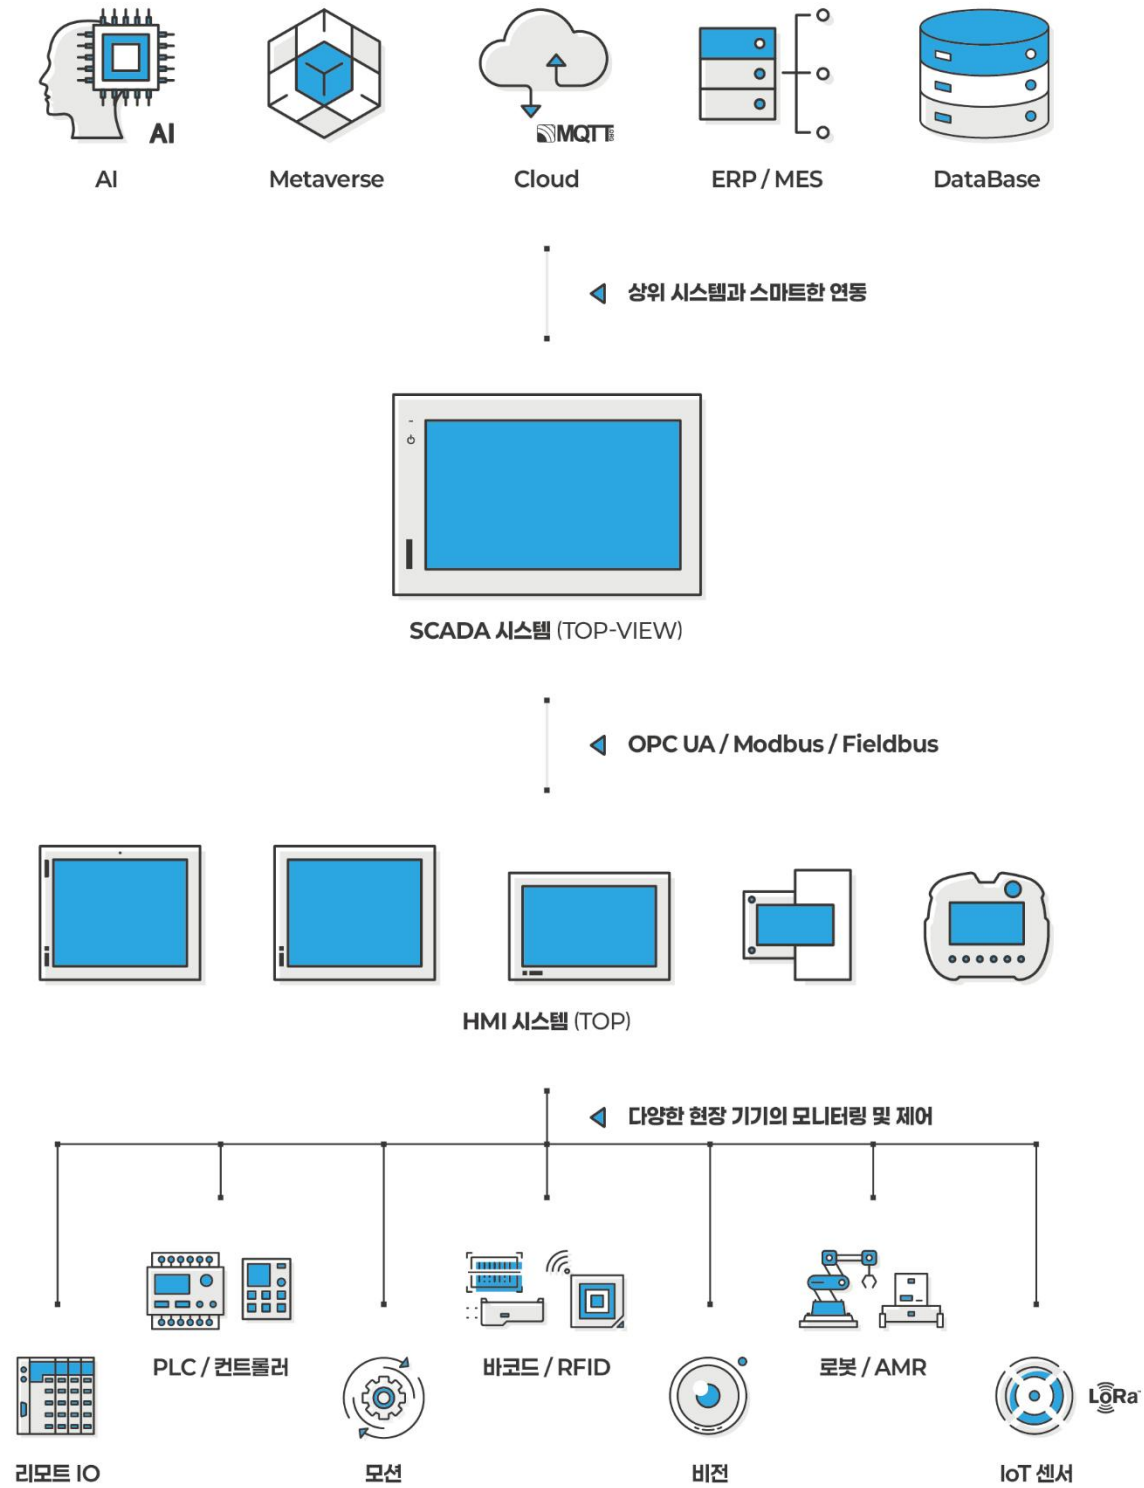 AI
MQTT
AI
Metaverse
Cloud
ERP / MES
DataBase
상위 시스템과 스마트한 연동
SCADA 시스템 (TOP-VIEW)
OPC UA / Modbus / Fieldbus
HMI 시스템 (TOP)
다양한 현장 기기의 모니터링 및 제어
PLC / 컨트롤러
바코드 / RFID
로봇 / AMR
LoRa
리모트 IO
모션
비전
IoT 센서